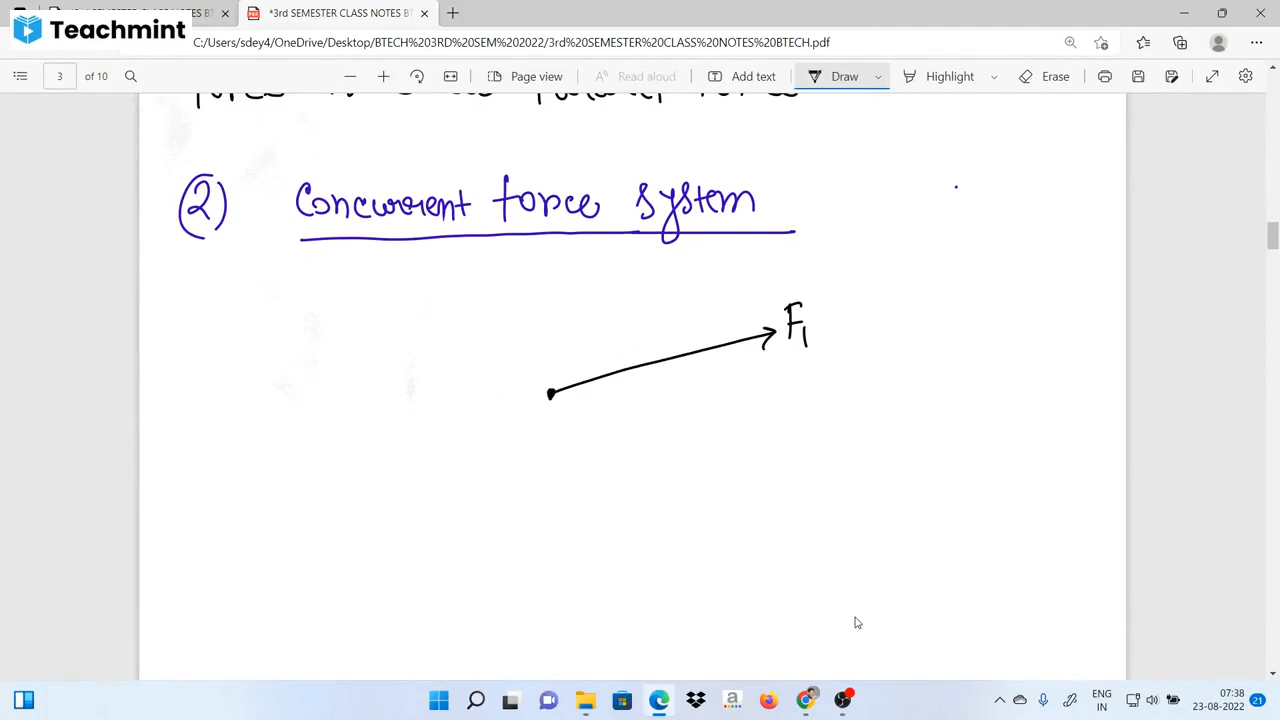 *3rd SEMESTER CLASS NOTES BT
Teachmint
C:/Users/sdey4/OneDrive/Desktop/BTECH%203RD%20SEM%202022/3rd%20SEMESTER%20CLASS%20NOTES%20BTECH.pdf
3 of 10 Page view Read aloud Add text Draw Highlight Erase
(2) Concurrent force system
F1
ENG
IN
07:38
23-08-2022
21